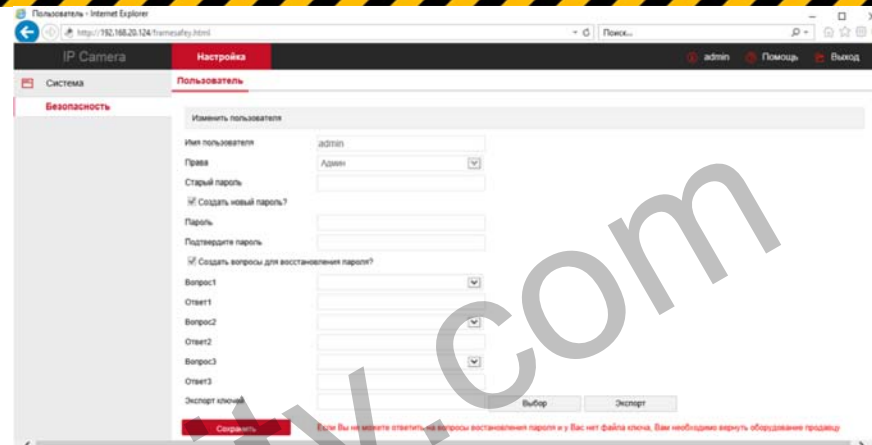 Пользователь - Internet Explorer
http://192.168.20.124/framesafey.html
Поиск...
IP Camera
Настройка
admin
Помощь
Выход
Система
Пользователь
Безопасность
Изменить пользователя
Имя пользователя admin
Права Админ
Старый пароль
Создать новый пароль?
Пароль
Подтвердите пароль
Создать вопросы для восстановления пароля?
Вопрос1
Ответ1
Вопрос2
Ответ2
Вопрос3
Ответ3
Экспорт ключей Выбор Экспорт
Сохранить Если Вы не можете ответить на вопросы востановления пароля и у Вас нет файла ключа, Вам необходимо вернуть оборудование продавцу
ty.com